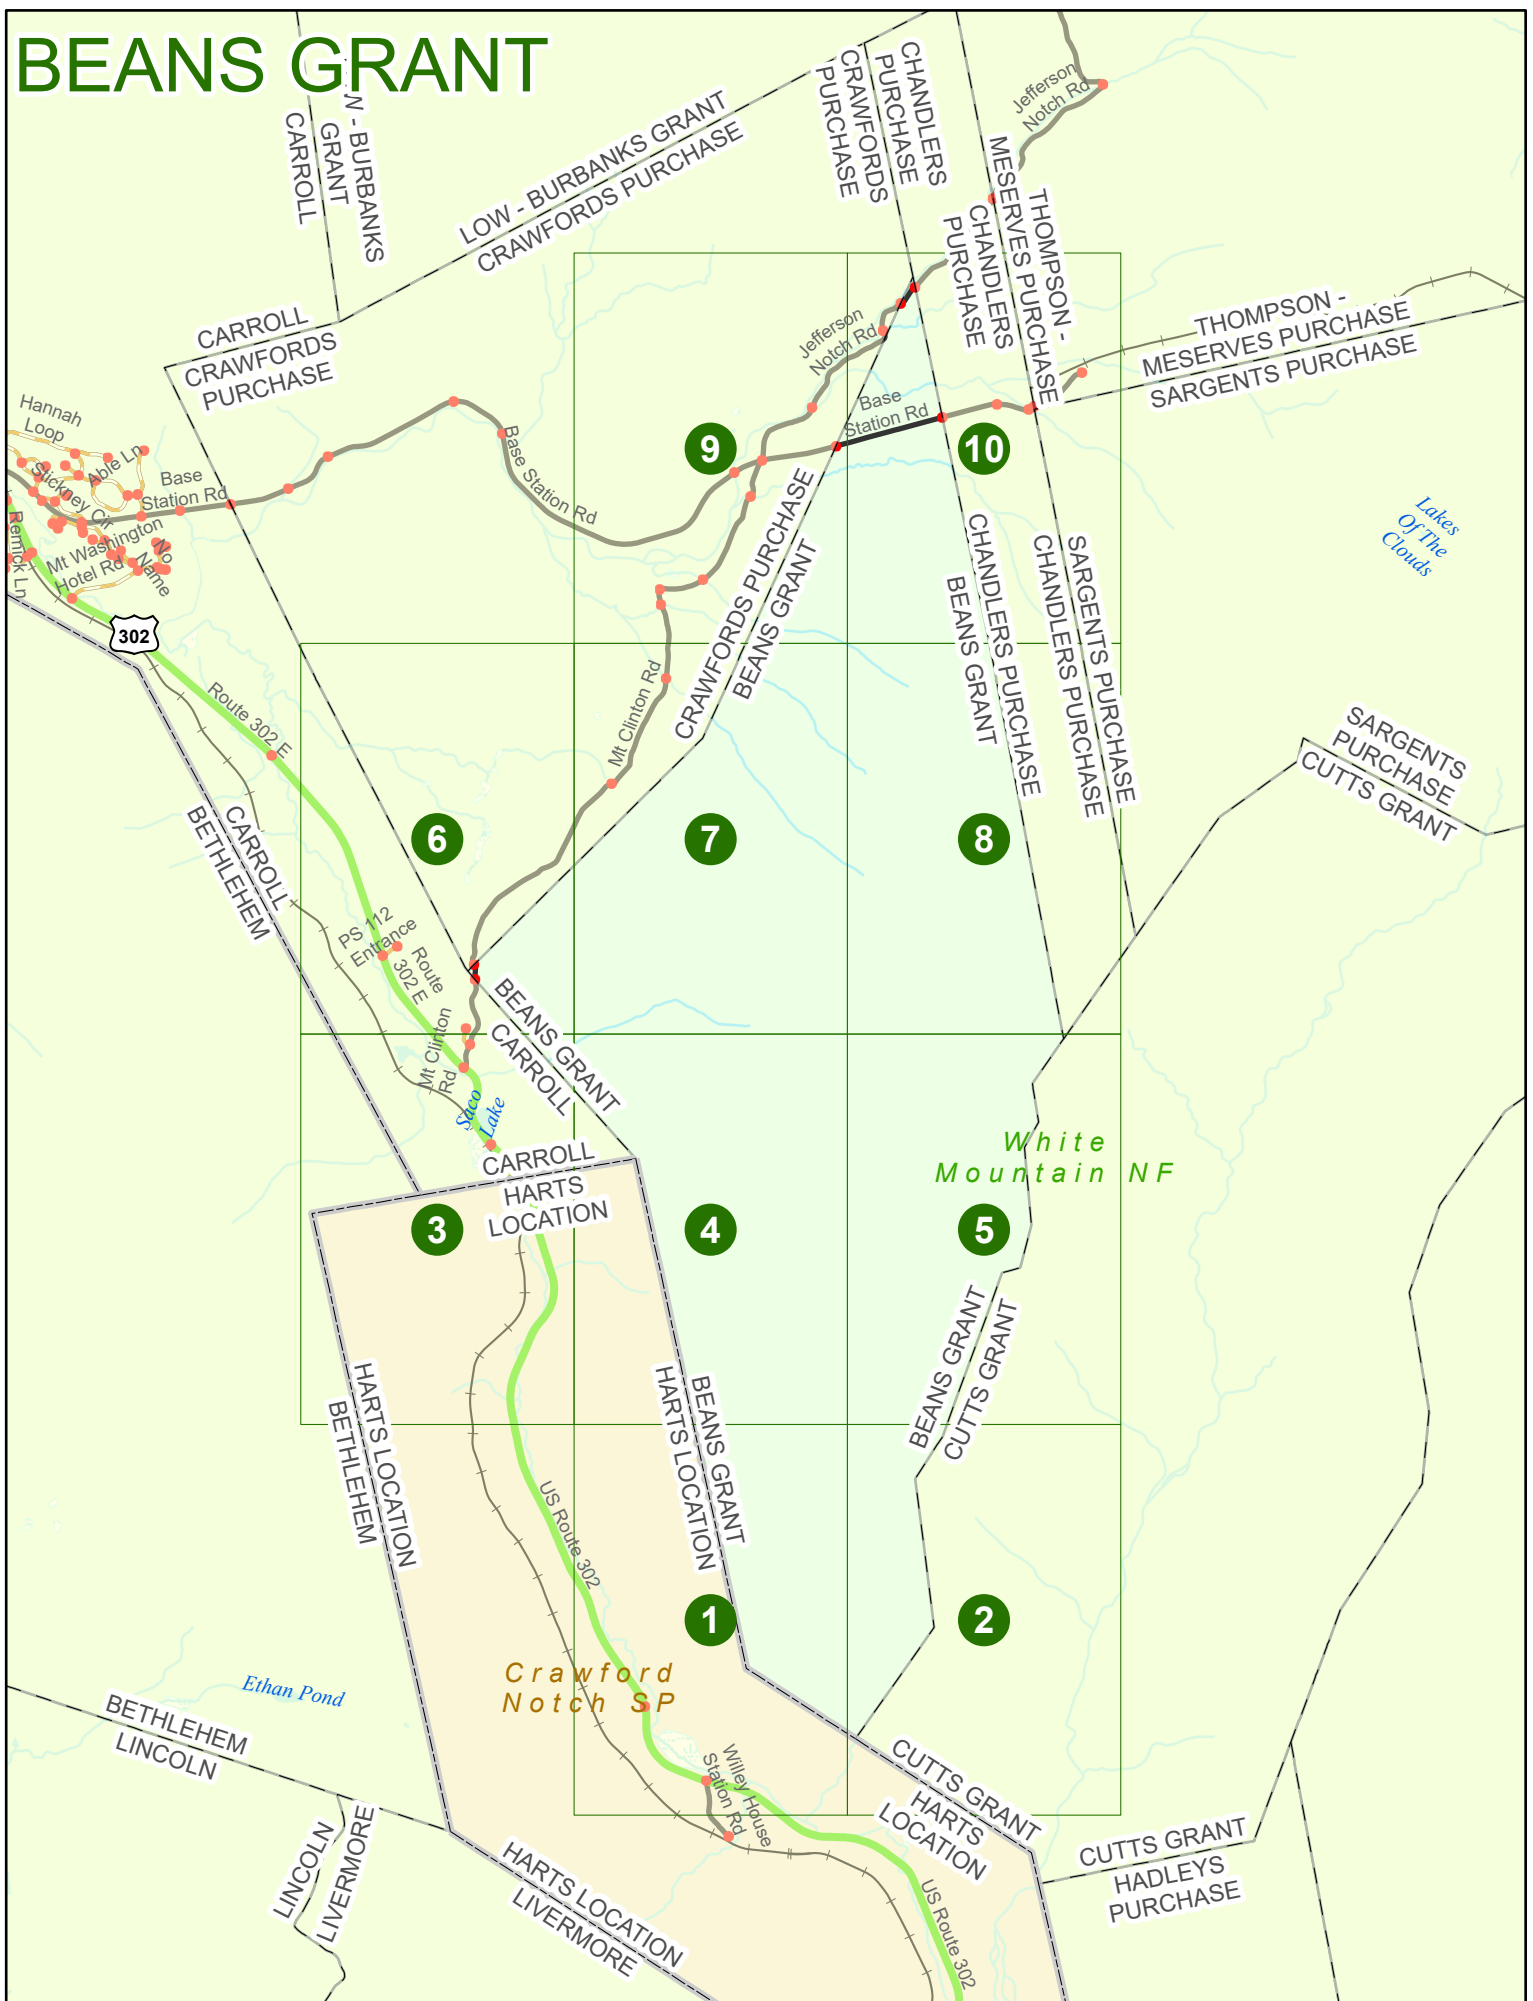 BEANS GRANT
W - BURBANKS
GRANT
CARROLL
LOW - BURBANKS GRANT
CRAWFORDS PURCHASE
CRAWFORDS
PURCHASE
CHANDLERS
PURCHASE
Jefferson
Notch Rd
MESERVES PURCHASE
THOMPSON -
CHANDLERS
PURCHASE
THOMPSON -
MESERVES PURCHASE
SARGENTS PURCHASE
CARROLL
CRAWFORDS
PURCHASE
Jefferson
Notch Rd
Base
Station Rd
Hannah
Loop
Able Ln
Stickney Cir
Base
Station Rd
Base Station Rd
9
10
Mt Washington
Hotel Rd
No
Name
Remick Ln
302
Lakes
Of The
Clouds
CRAWFORDS PURCHASE
BEANS GRANT
CHANDLERS PURCHASE
BEANS GRANT
SARGENTS PURCHASE
CHANDLERS PURCHASE
Route 302 E
Mt Clinton Rd
SARGENTS
PURCHASE
CUTTS GRANT
CARROLL
BETHLEHEM
6
7
8
PS 112
Entrance
Route
302 E
BEANS GRANT
CARROLL
Mt Clinton
Rd
Saco
Lake
White
Mountain NF
CARROLL
HARTS
LOCATION
3
4
5
BEANS GRANT
CUTTS GRANT
HARTS LOCATION
BETHLEHEM
BEANS GRANT
HARTS LOCATION
US Route 302
1
2
Crawford
Notch SP
Ethan Pond
BETHLEHEM
LINCOLN
Willey House
Station Rd
CUTTS GRANT
HARTS
LOCATION
LINCOLN
LIVERMORE
HARTS LOCATION
LIVERMORE
US Route 302
CUTTS GRANT
HADLEYS
PURCHASE